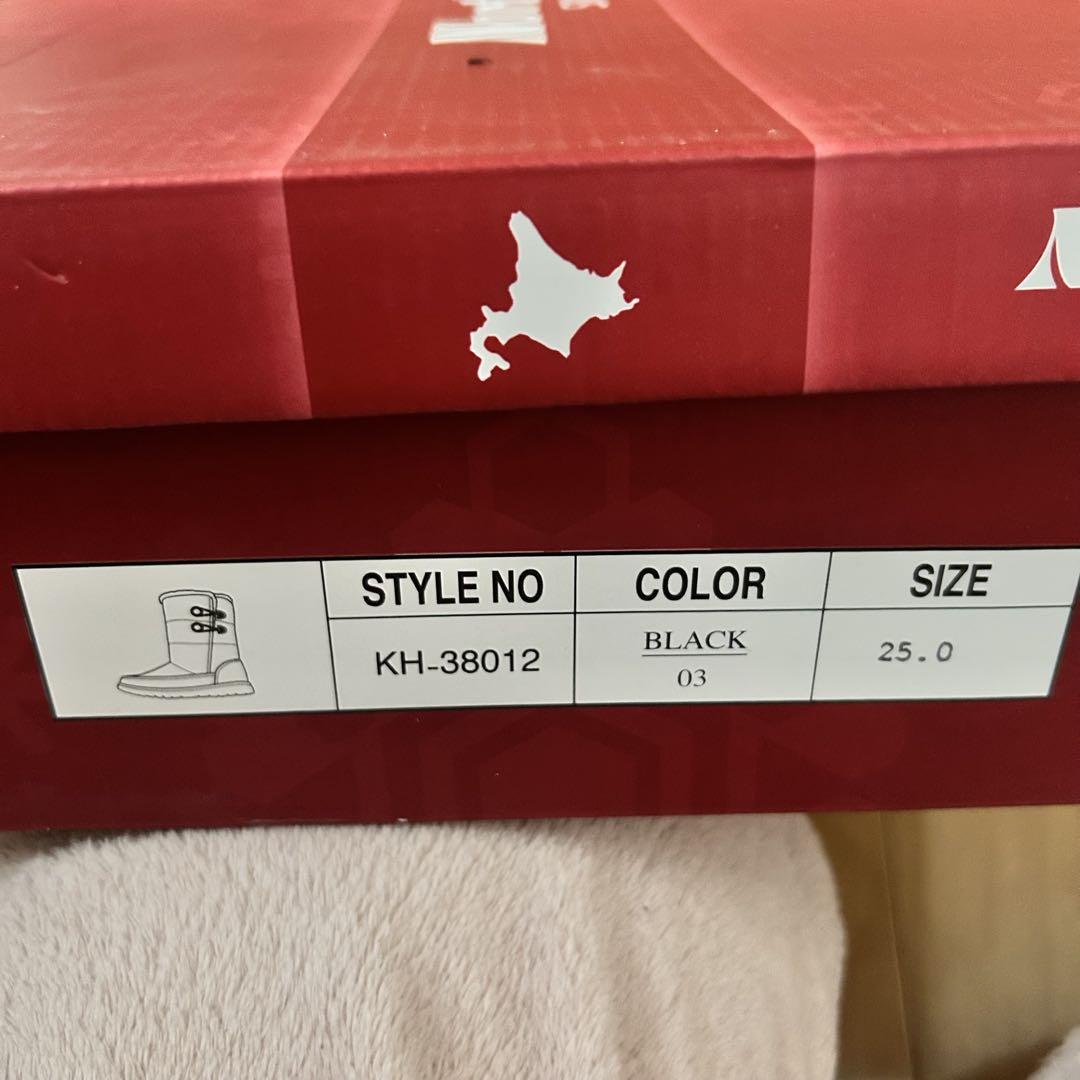 STYLE NO COLOR SIZE
KH-38012 BLACK 25.0
03